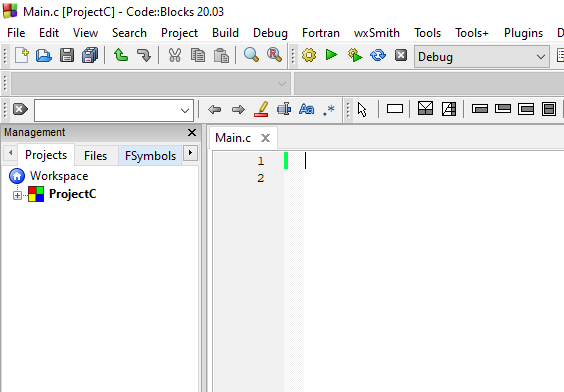 Main.c [ProjectC] - Code::Blocks 20.03
File Edit View Search Project Build Debug Fortran wxSmith Tools Tools+ Plugins
Debug
Aa .*
Management
Main.c
Projects Files FSymbols
Workspace
ProjectC
1
2